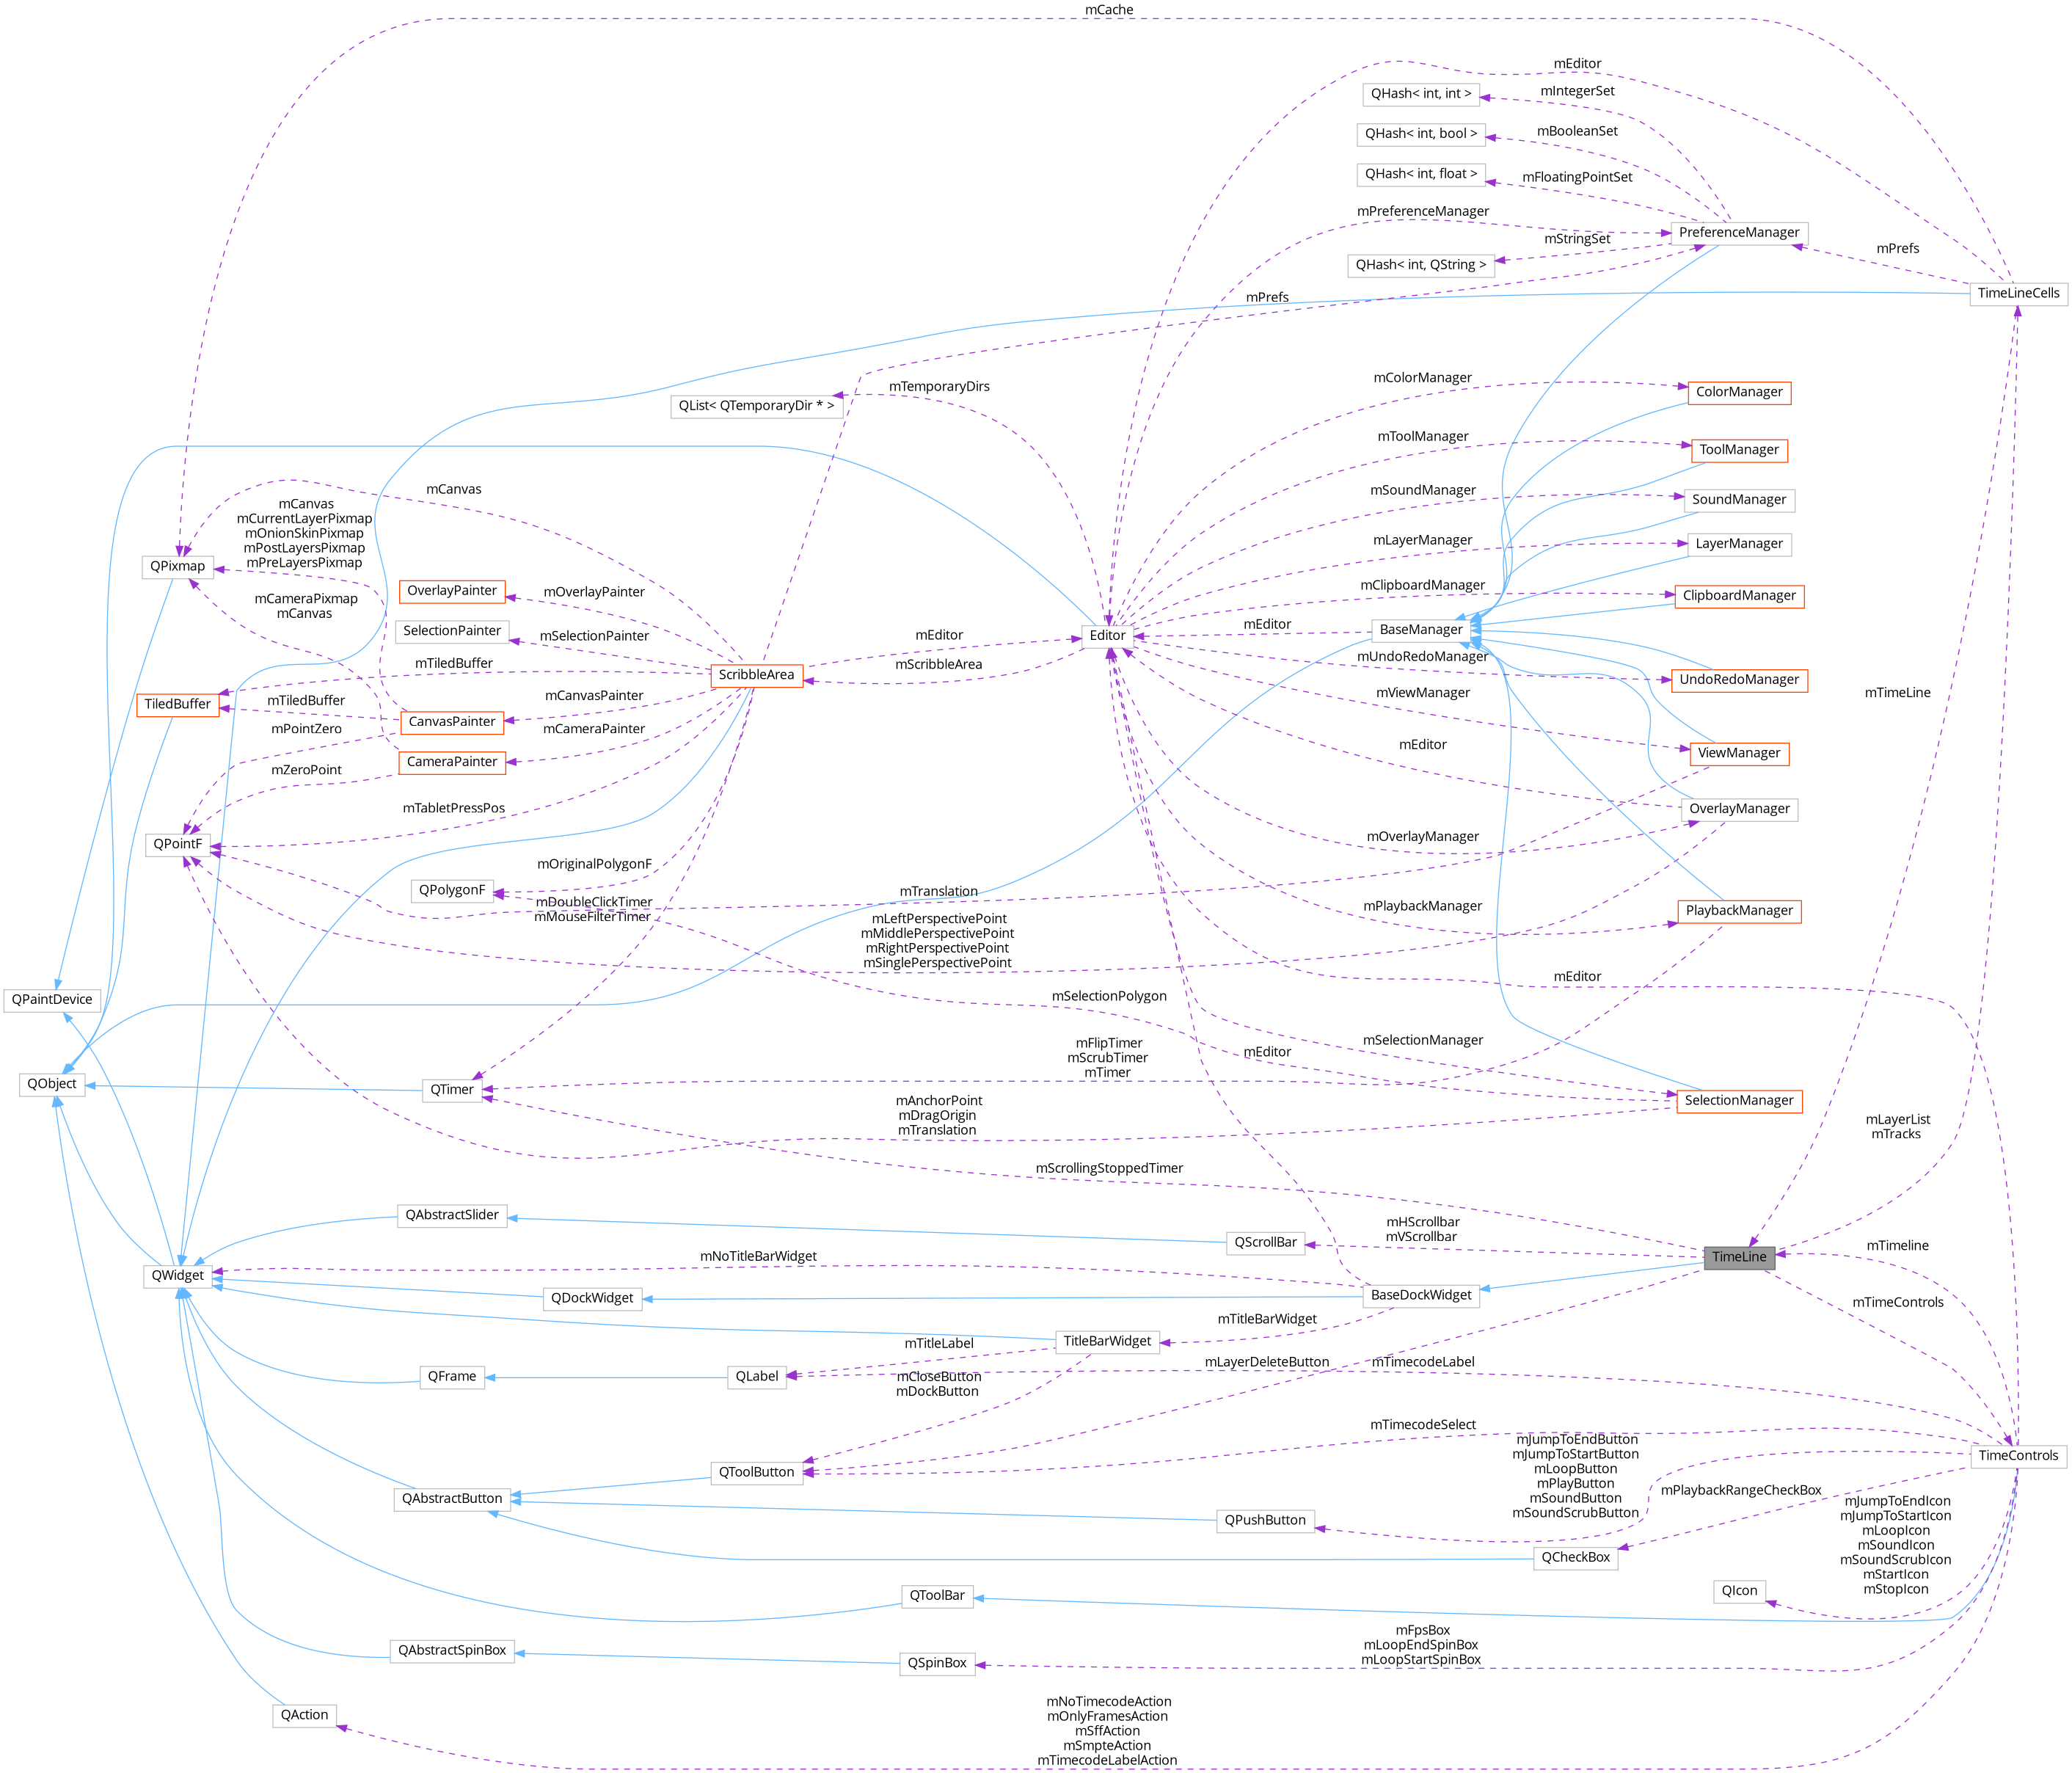 mCache
mEditor
QHash< int, int >
mIntegerSet
QHash< int, bool >
mBooleanSet
QHash< int, float >
mFloatingPointSet
mPreferenceManager
PreferenceManager
mStringSet
mPrefs
QHash< int, QString >
TimeLineCells
mPrefs
mTemporaryDirs
QList< QTemporaryDir * >
mColorManager
ColorManager
mToolManager
ToolManager
mCanvas
mSoundManager
SoundManager
mCanvas
mCurrentLayerPixmap
mOnionSkinPixmap
mPostLayersPixmap
mPreLayersPixmap
QPixmap
mLayerManager
LayerManager
OverlayPainter
mOverlayPainter
mClipboardManager
ClipboardManager
mCameraPixmap
mCanvas
SelectionPainter
mSelectionPainter
mEditor
Editor
mEditor
BaseManager
mScribbleArea
mUndoRedoManager
ScribbleArea
UndoRedoManager
mTiledBuffer
TiledBuffer
mTiledBuffer
mCanvasPainter
CanvasPainter
mViewManager
mPointZero
mCameraPainter
mEditor
ViewManager
CameraPainter
mZeroPoint
mTabletPressPos
OverlayManager
QPointF
mOverlayManager
mOriginalPolygonF
QPolygonF
mTranslation
mDoubleClickTimer
mMouseFilterTimer
mPlaybackManager
PlaybackManager
mLeftPerspectivePoint
mMiddlePerspectivePoint
mRightPerspectivePoint
mSinglePerspectivePoint
mTimeLine
QPaintDevice
mSelectionPolygon
mEditor
mFlipTimer
mScrubTimer
mTimer
mEditor
mSelectionManager
QObject
QTimer
SelectionManager
mAnchorPoint
mDragOrigin
mTranslation
mLayerList
mTracks
mScrollingStoppedTimer
QAbstractSlider
mHScrollbar
mVScrollbar
QScrollBar
TimeLine
mTimeline
mNoTitleBarWidget
QWidget
QDockWidget
BaseDockWidget
mTimeControls
mTitleBarWidget
TitleBarWidget
mTitleLabel
QFrame
QLabel
mLayerDeleteButton
mTimecodeLabel
mCloseButton
mDockButton
mTimecodeSelect
TimeControls
QToolButton
QAbstractButton
mJumpToEndButton
mJumpToStartButton
mLoopButton
mPlayButton
mSoundButton
mSoundScrubButton
mPlaybackRangeCheckBox
QPushButton
mJumpToEndIcon
mJumpToStartIcon
mLoopIcon
mSoundIcon
mSoundScrubIcon
mStartIcon
mStopIcon
QCheckBox
QToolBar
QIcon
QAbstractSpinBox
mFpsBox
mLoopEndSpinBox
mLoopStartSpinBox
QSpinBox
QAction
mNoTimecodeAction
mOnlyFramesAction
mSffAction
mSmpteAction
mTimecodeLabelAction